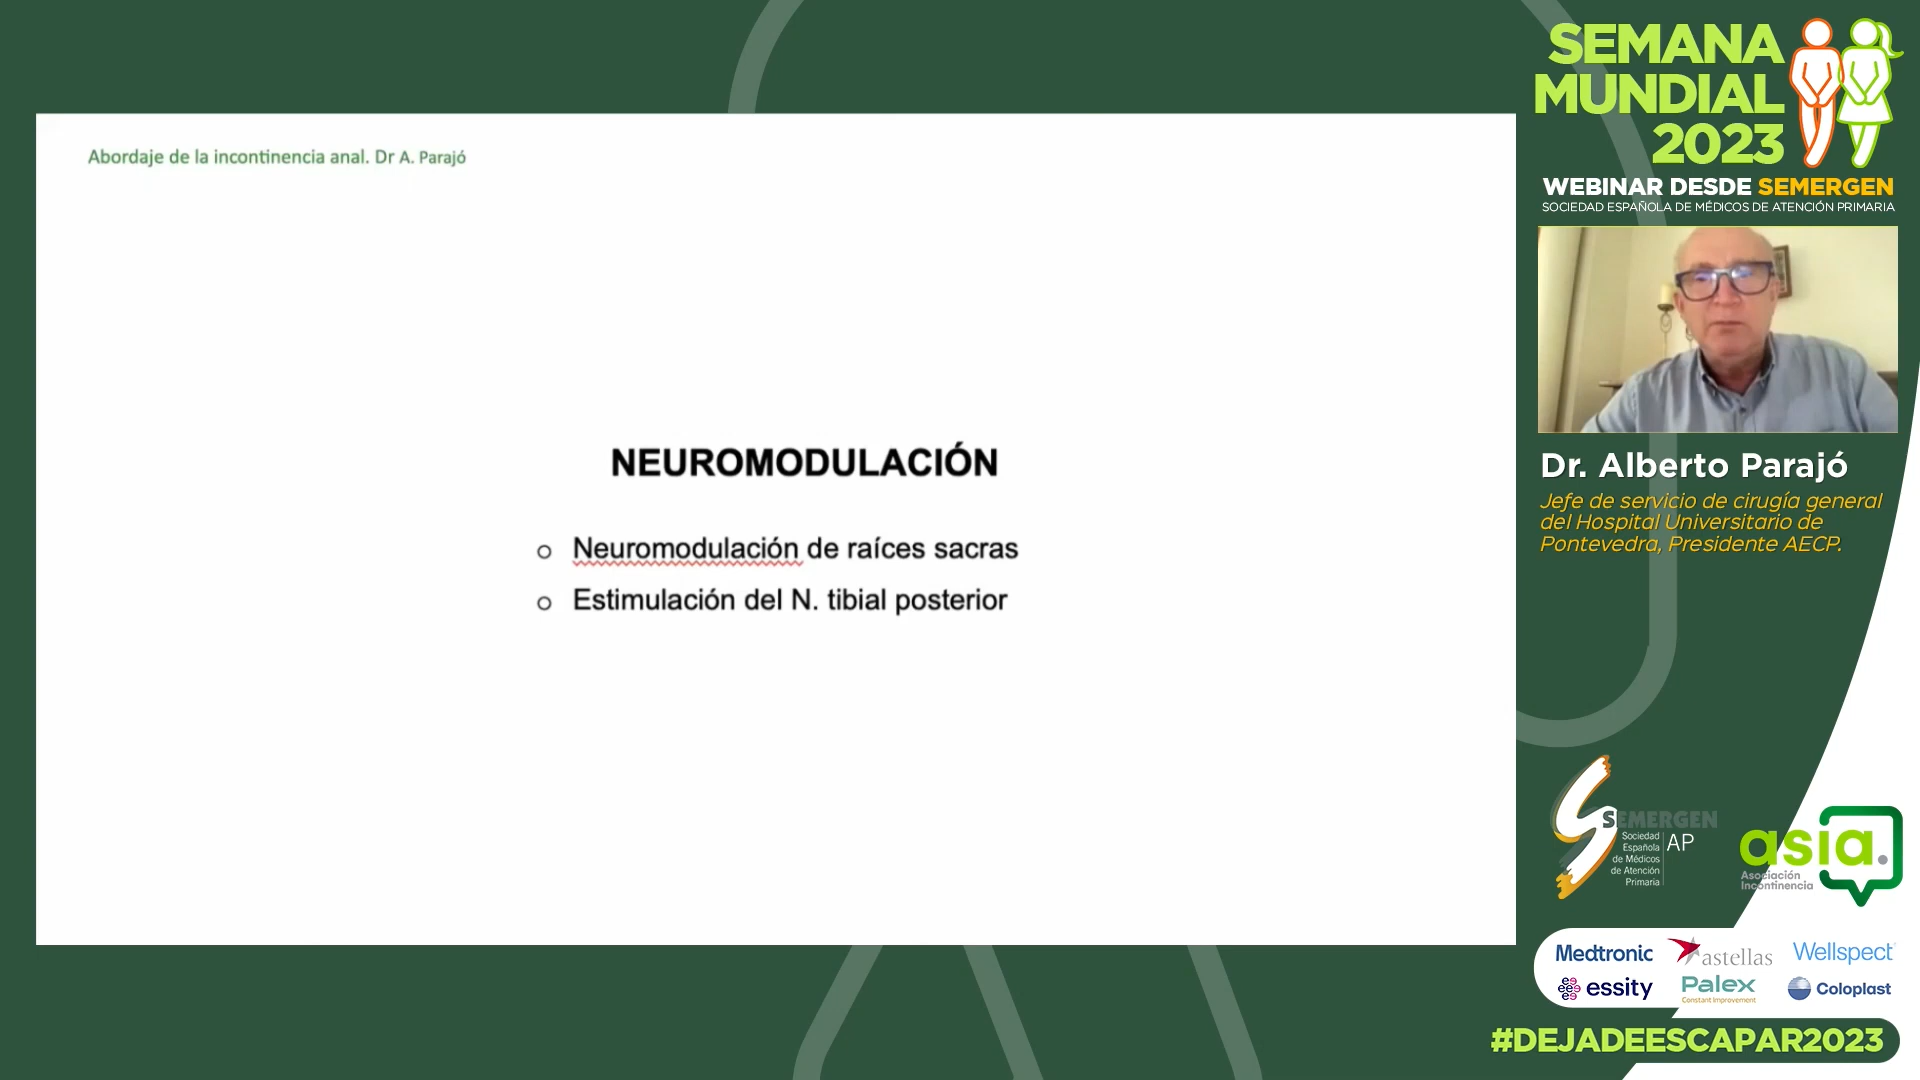 Abordaje de la incontinencia anal. Dr A. Parajó
NEUROMODULACIÓN
o Neuromodulación de raíces sacras
o Estimulación del N. tibial posterior
SEMANA
MUNDIAL
2023
WEBINAR DESDE SEMERGEN
SOCIEDAD ESPAÑOLA DE MÉDICOS DE ATENCIÓN PRIMARIA
Dr. Alberto Parajó
Jefe de servicio de cirugía general
del Hospital Universitario de
Pontevedra, Presidente AECP.
SEMERGEN
Sociedad
Española
de Médicos
de Atención
Primaria
AP
asia.
Asociación
Incontinencia
Medtronic
astellas
Wellspect
essity
Palex
Constant improvement
Coloplast
#DEJADEESCAPAR2023